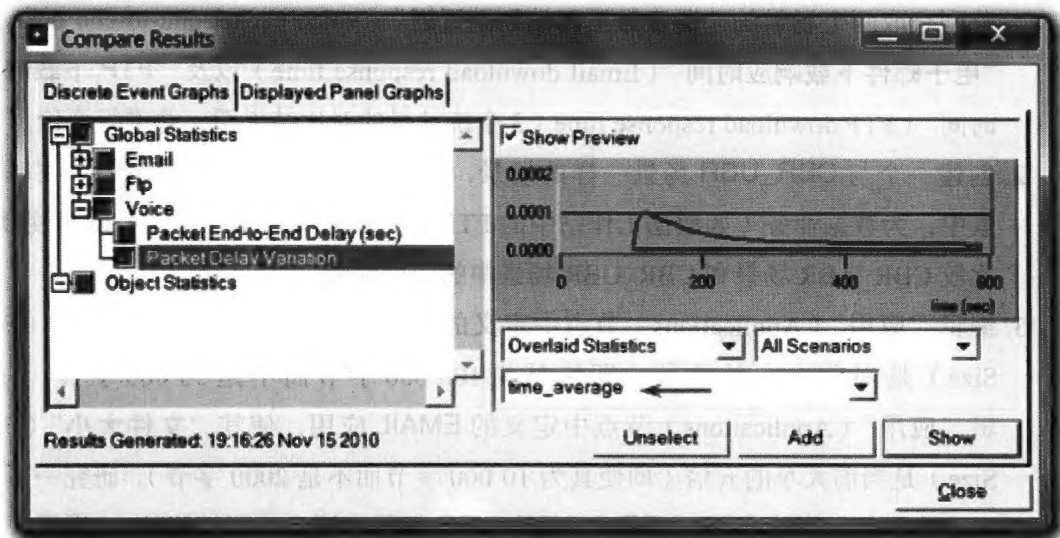 Compare Results
Discrete Event Graphs
Displayed Panel Graphs
Global Statistics
Email
Ftp
Voice
Packet End-to-End Delay (sec)
Packet Delay Variation
Object Statistics
Results Generated: 19:16:26 Nov 15 2010
Show Preview
0.0002
0.0001
0.0000
0
200
400
600
time (sec)
Overlaid Statistics
All Scenarios
time_average
Unselect
Add
Show
Close